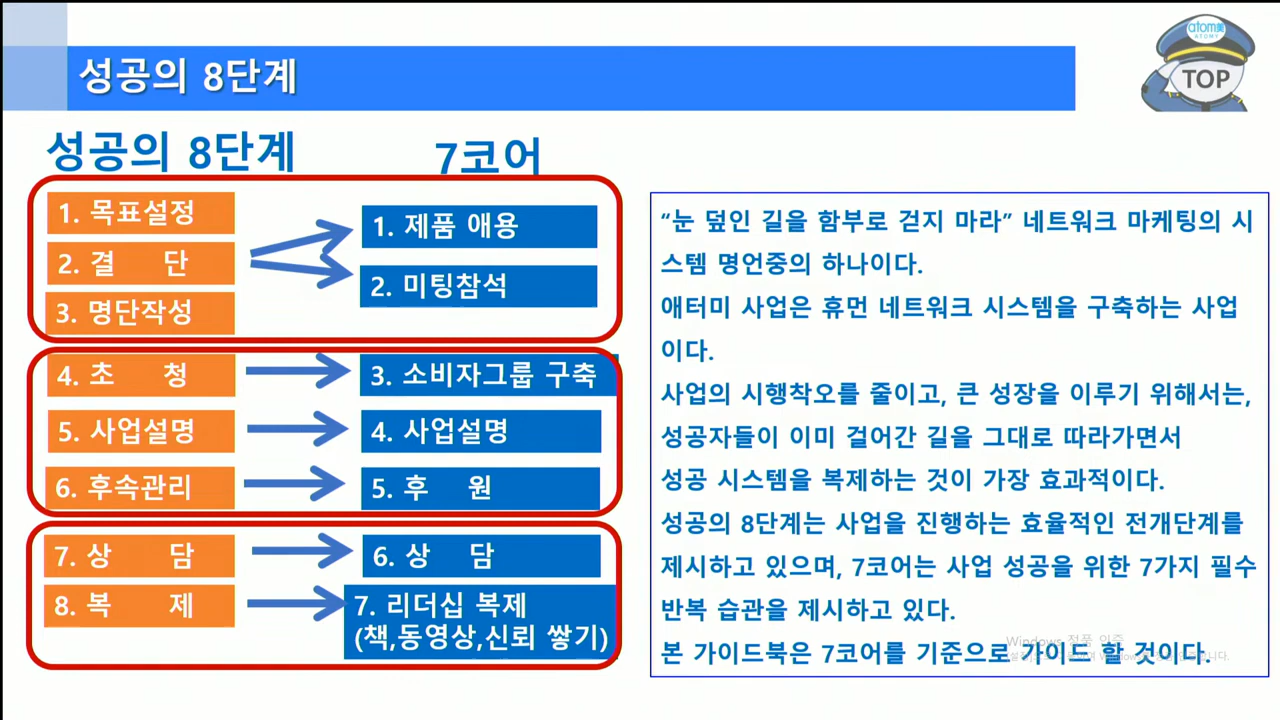 성공의 8단계
atom美
ATOMY
TOP
성공의 8단계
7코어
1. 목표설정
2. 결 단
3. 명단작성
1. 제품 애용
2. 미팅참석
4. 초 청
5. 사업설명
6. 후속관리
3. 소비자그룹 구축
4. 사업설명
5. 후 원
7. 상 담
8. 복 제
6. 상 담
7. 리더십 복제
(책,동영상,신뢰 쌓기)
“눈 덮인 길을 함부로 걷지 마라” 네트워크 마케팅의 시
스템 명언중의 하나이다.
애터미 사업은 휴먼 네트워크 시스템을 구축하는 사업
이다.
사업의 시행착오를 줄이고, 큰 성장을 이루기 위해서는,
성공자들이 이미 걸어간 길을 그대로 따라가면서
성공 시스템을 복제하는 것이 가장 효과적이다.
성공의 8단계는 사업을 진행하는 효율적인 전개단계를
제시하고 있으며, 7코어는 사업 성공을 위한 7가지 필수
반복 습관을 제시하고 있다.
본 가이드북은 7코어를 기준으로 가이드 할 것이다.
Windows 정품 인증